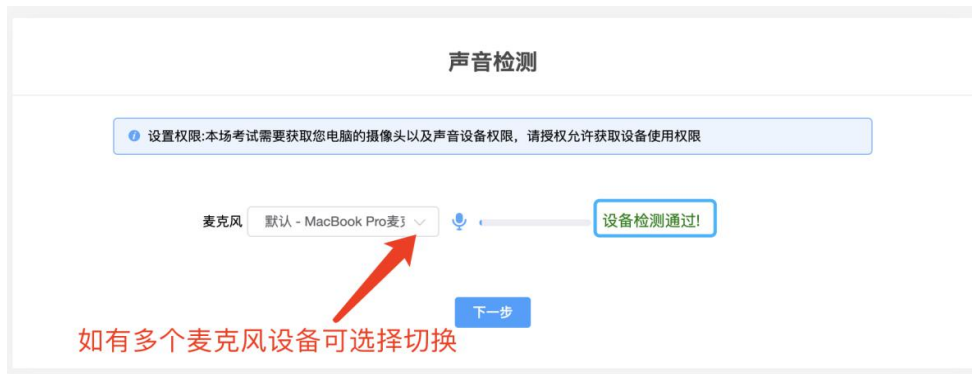 声音检测
设置权限:本场考试需要获取您电脑的摄像头以及声音设备权限，请授权允许获取设备使用权限
麦克风 默认 - MacBook Pro麦 设备检测通过!
下一步
如有多个麦克风设备可选择切换